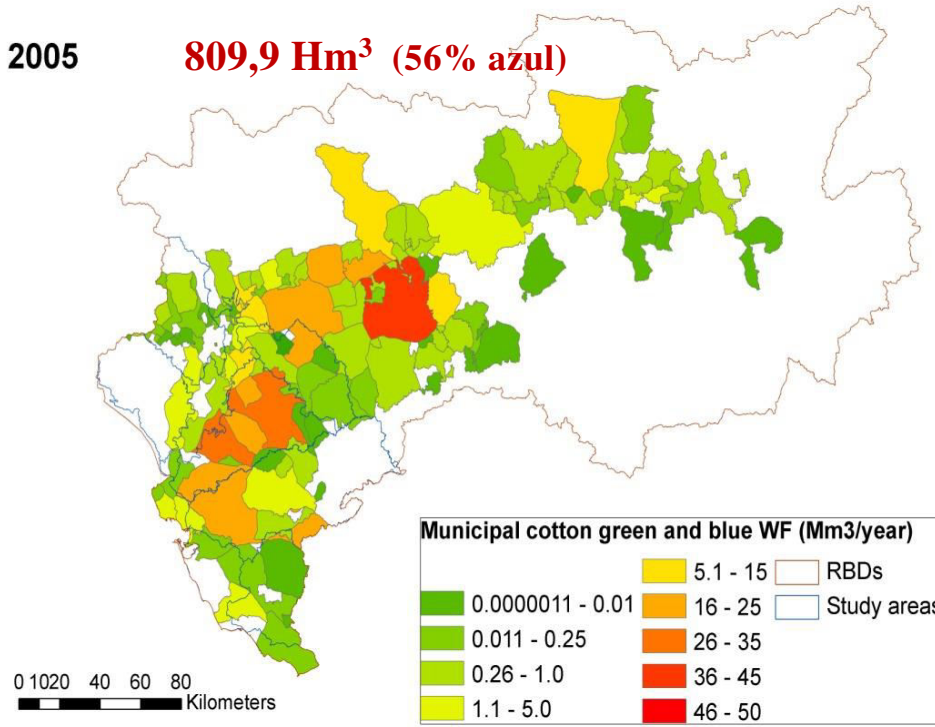 2005
809,9 Hm³ (56% azul)
Municipal cotton green and blue WF (Mm3/year)
0.0000011 - 0.01
0.011 - 0.25
0.26 - 1.0
1.1 - 5.0
5.1 - 15
16 - 25
26 - 35
36 - 45
46 - 50
RBDs
Study areas
0 1020 40 60 80
Kilometers